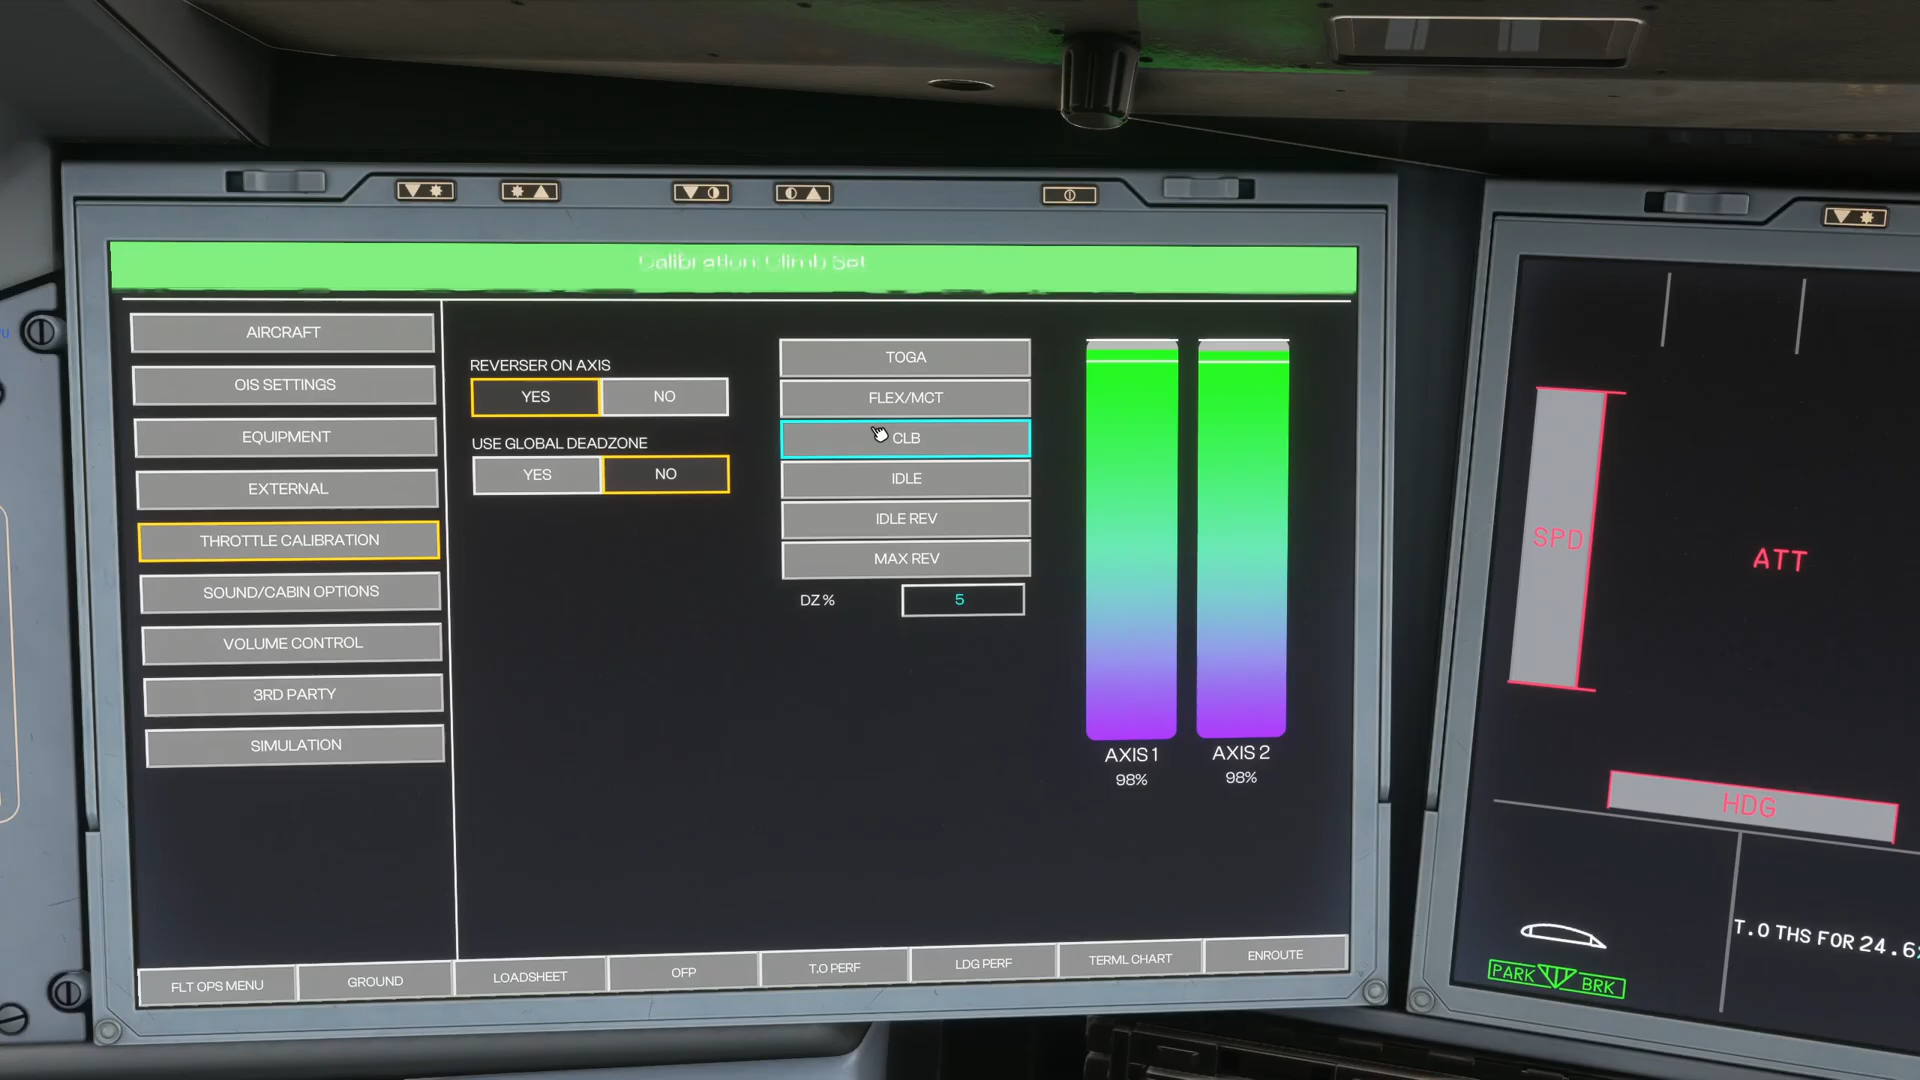 Calibration: Climb Set
AIRCRAFT
OIS SETTINGS
EQUIPMENT
EXTERNAL
THROTTLE CALIBRATION
SOUND/CABIN OPTIONS
VOLUME CONTROL
3RD PARTY
SIMULATION
REVERSER ON AXIS
YES NO
USE GLOBAL DEADZONE
YES NO
TOGA
FLEX/MCT
CLB
IDLE
IDLE REV
MAX REV
DZ % 5
AXIS 1 AXIS 2
98% 98%
FLT OPS MENU GROUND LOADSHEET OFP T.O PERF LDG PERF TERML CHART ENROUTE
SPD
ATT
HDG
T.O THS FOR 24.6
PARK BRK